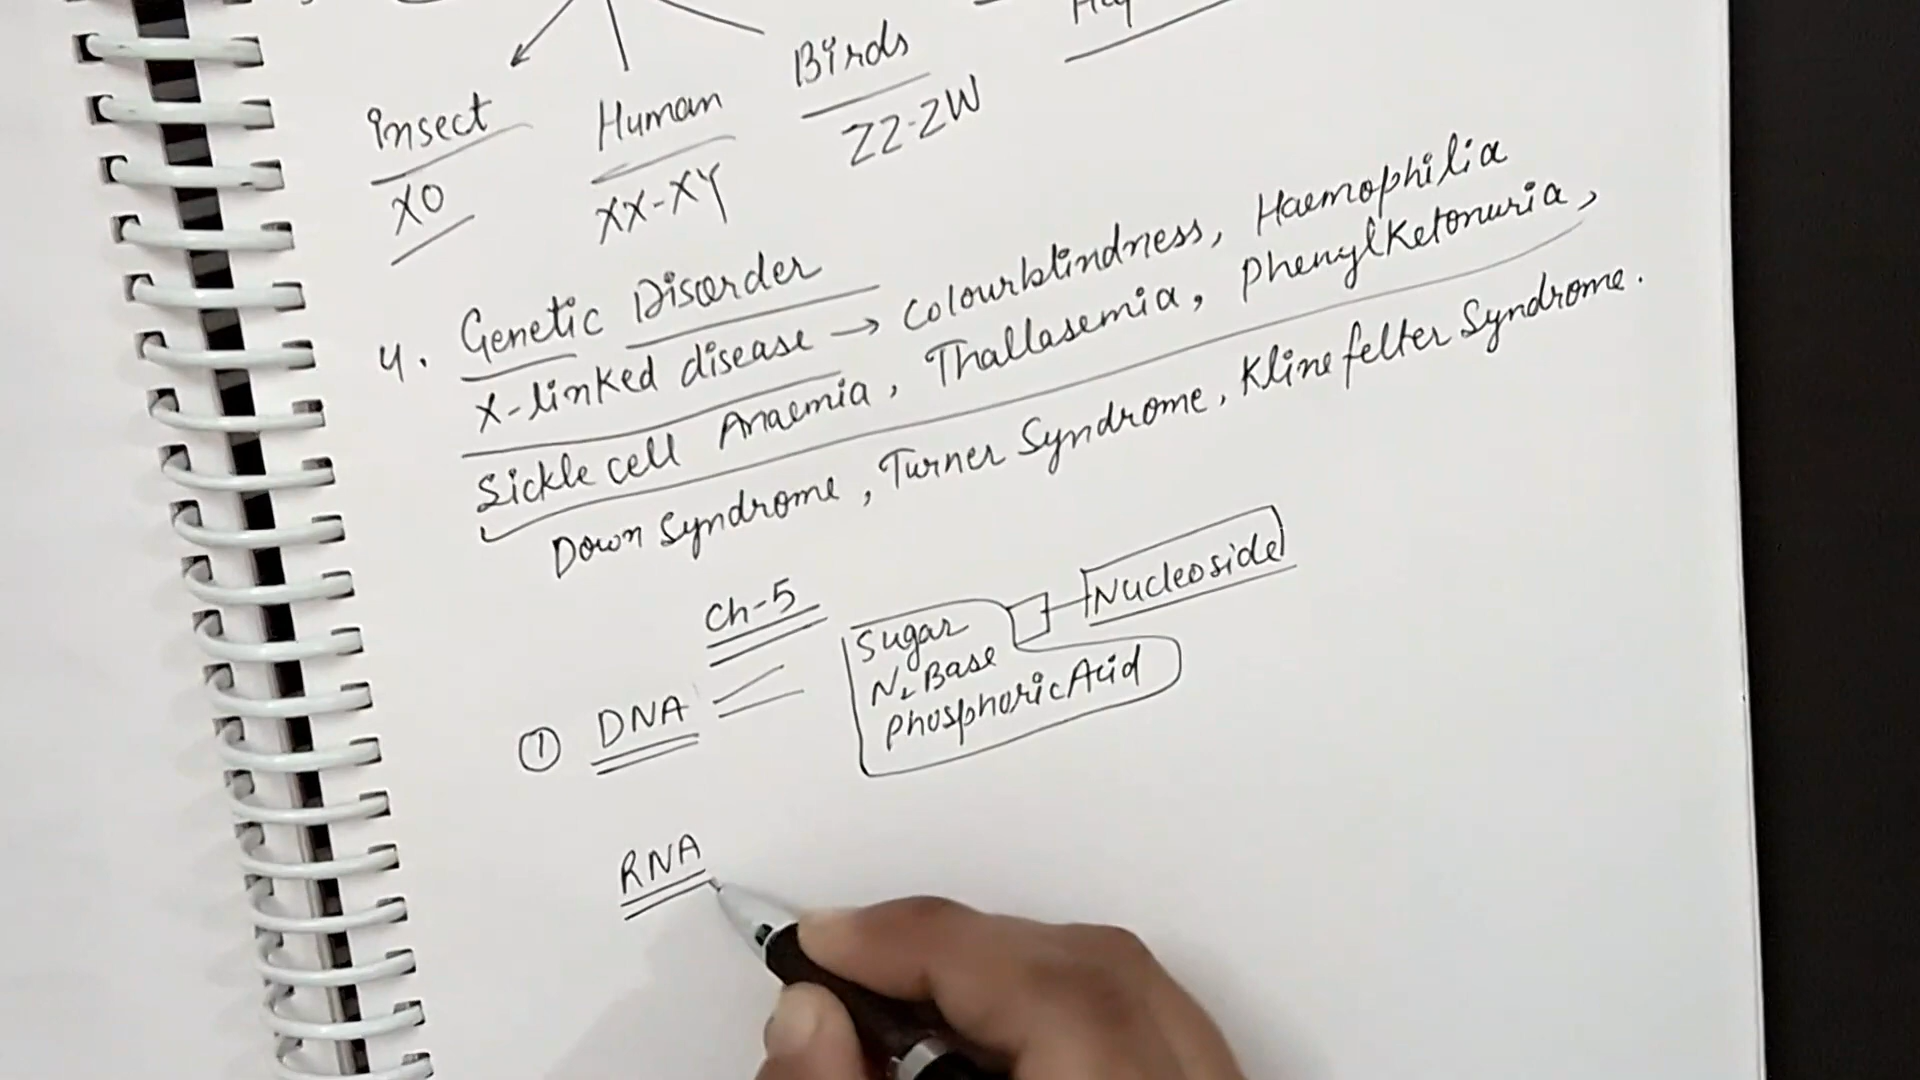 Insect
Human
Birds
XO
XX-XY
ZZ-ZW
4. Genetic Disorder
X-linked disease → Colourblindness, Haemophilia
Sickle cell Anaemia, Thallasemia, Phenylketonuria,
Down Syndrome, Turner Syndrome, Klinefelter Syndrome.
Ch-5
① DNA
Sugar
N₂ Base
Phosphoric Acid
Nucleoside
RNA